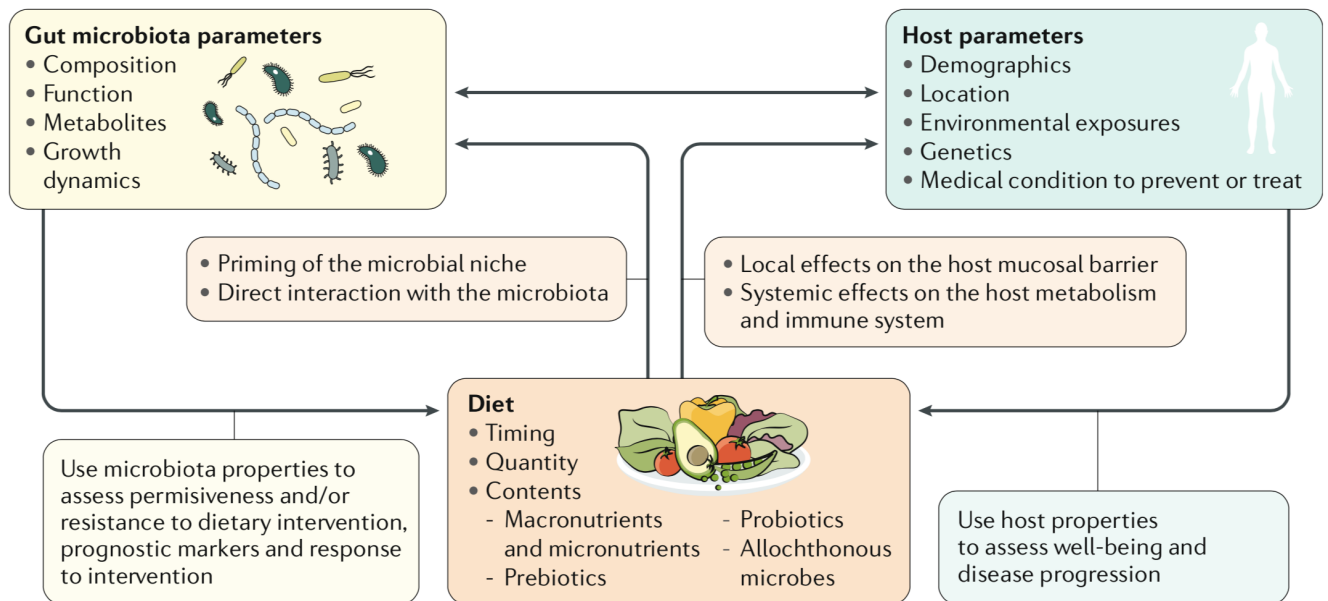 Gut microbiota parameters
• Composition
• Function
• Metabolites
• Growth
dynamics
Host parameters
• Demographics
• Location
• Environmental exposures
• Genetics
• Medical condition to prevent or treat
• Priming of the microbial niche
• Direct interaction with the microbiota
• Local effects on the host mucosal barrier
• Systemic effects on the host metabolism
and immune system
Use microbiota properties to
assess permisiveness and/or
resistance to dietary intervention,
prognostic markers and response
to intervention
Diet
• Timing
• Quantity
• Contents
- Macronutrients
and micronutrients
- Prebiotics
- Probiotics
- Allochthonous
microbes
Use host properties
to assess well-being and
disease progression